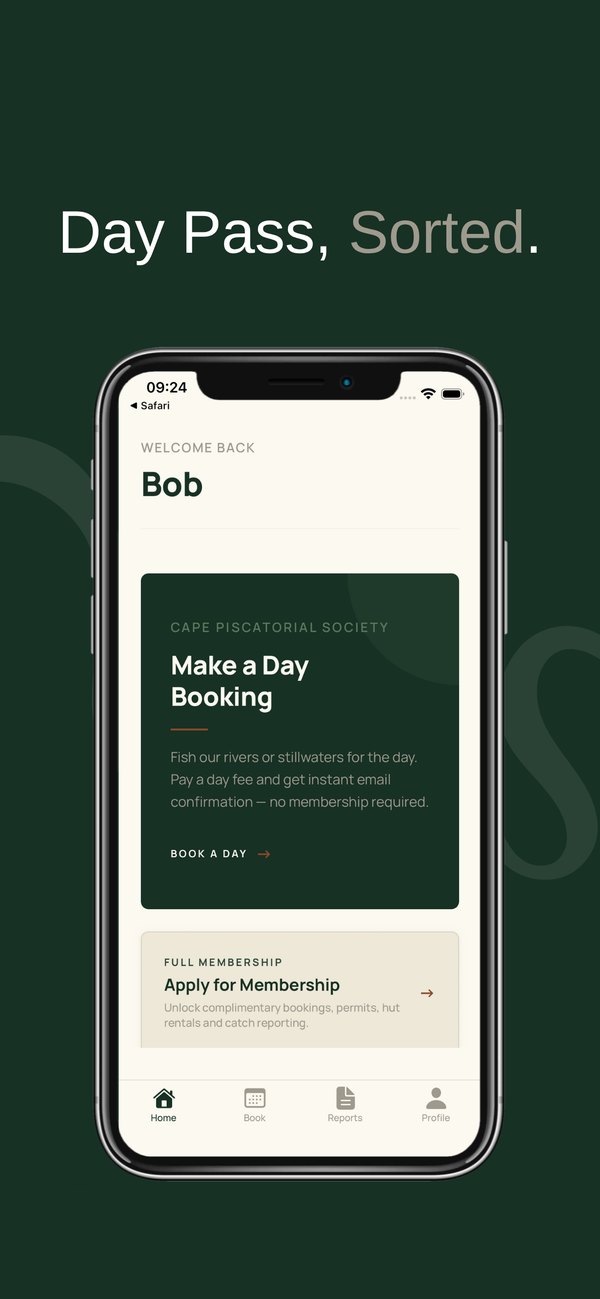 Day Pass, Sorted.
09:24
◀ Safari
WELCOME BACK
Bob
CAPE PISCATORIAL SOCIETY
Make a Day
Booking
Fish our rivers or stillwaters for the day.
Pay a day fee and get instant email
confirmation — no membership required.
BOOK A DAY →
FULL MEMBERSHIP
Apply for Membership
→
Unlock complimentary bookings, permits, hut
rentals and catch reporting.
Home Book Reports Profile